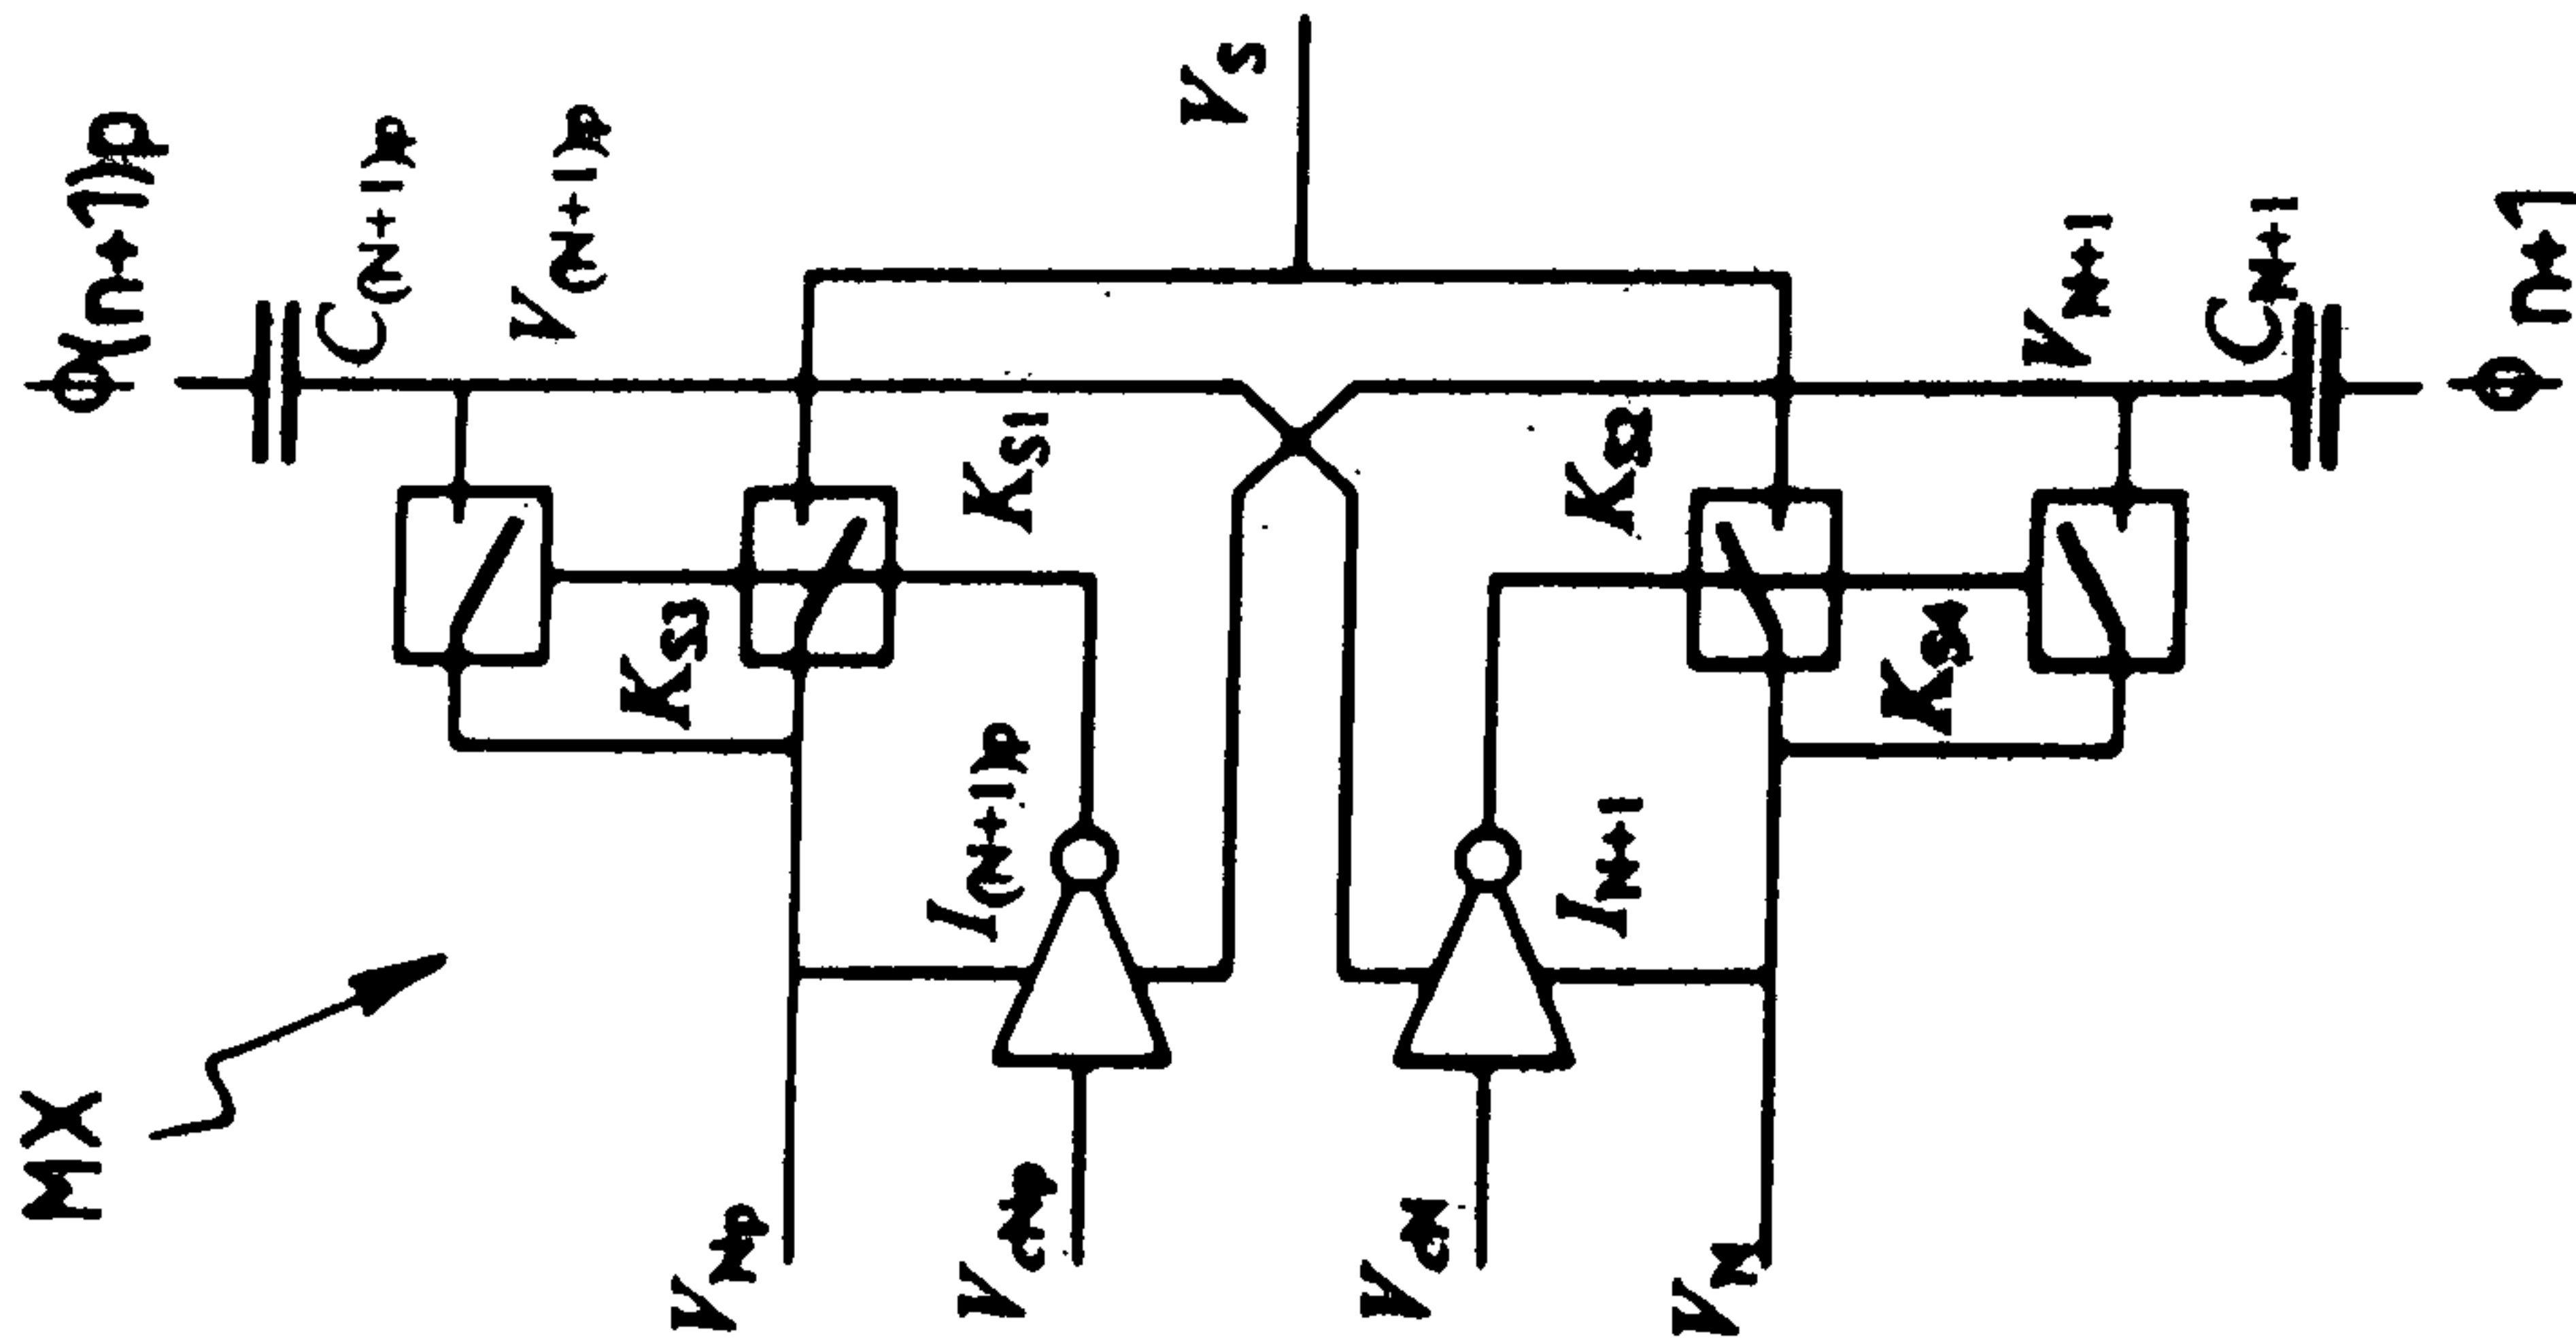 MX
ϕ(n+1)p
C(N+1)p
V(N+1)p
KS3
VNp
VcNp
I(N+1)p
KS1
VS
VcN
IN+1
KS2
VN
KS4
VN+1
CN+1
ϕ n+1